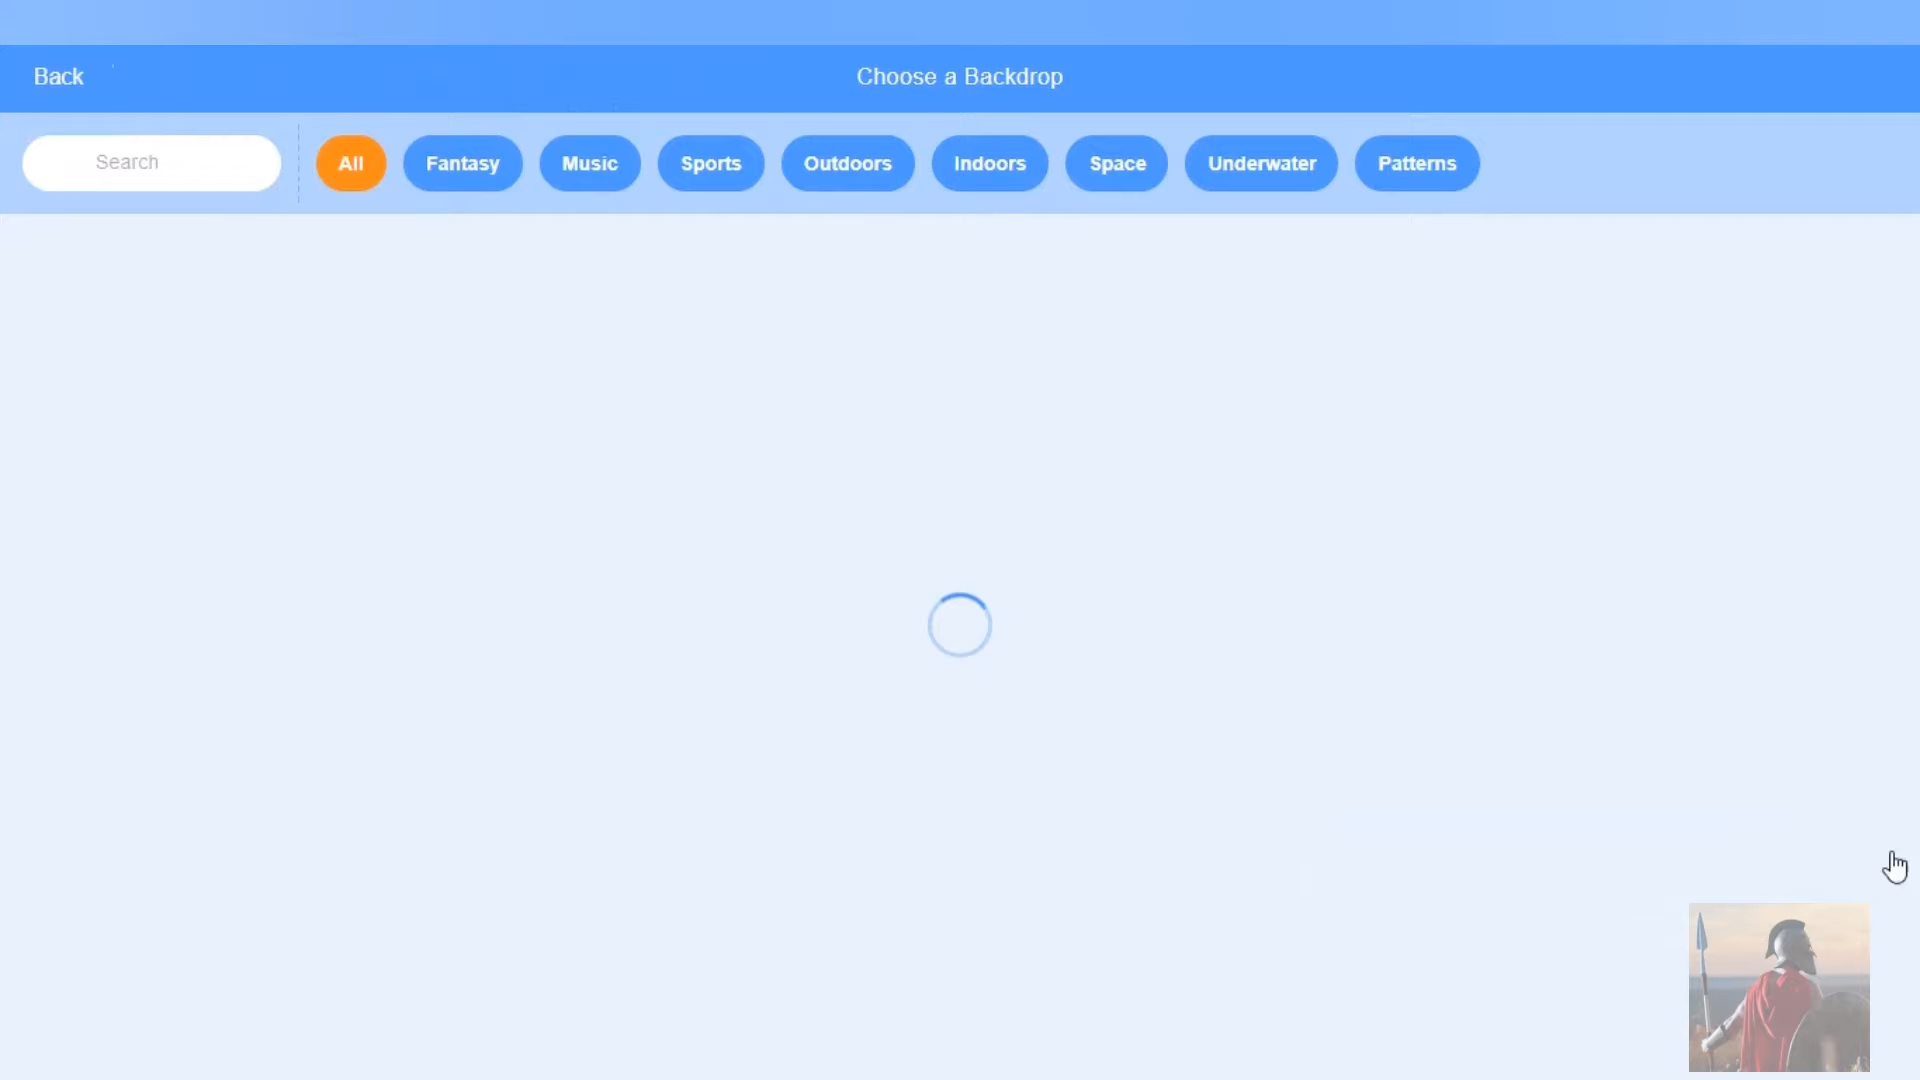 Back
Choose a Backdrop
Search
All
Fantasy
Music
Sports
Outdoors
Indoors
Space
Underwater
Patterns